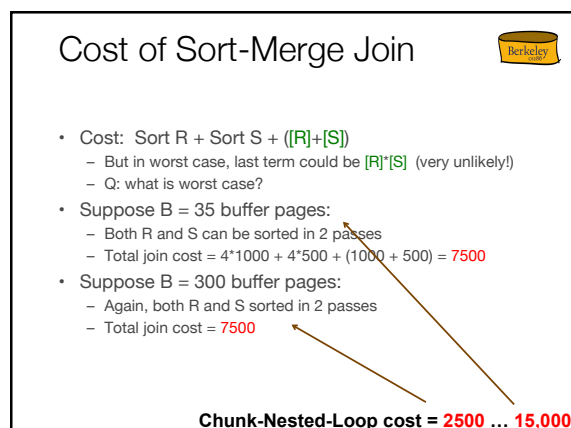 Cost of Sort-Merge Join
Berkeley
cs186
• Cost: Sort R + Sort S + ([R]+[S])
– But in worst case, last term could be [R]*[S] (very unlikely!)
– Q: what is worst case?
• Suppose B = 35 buffer pages:
– Both R and S can be sorted in 2 passes
– Total join cost = 4*1000 + 4*500 + (1000 + 500) = 7500
• Suppose B = 300 buffer pages:
– Again, both R and S sorted in 2 passes
– Total join cost = 7500
Chunk-Nested-Loop cost = 2500 … 15,000